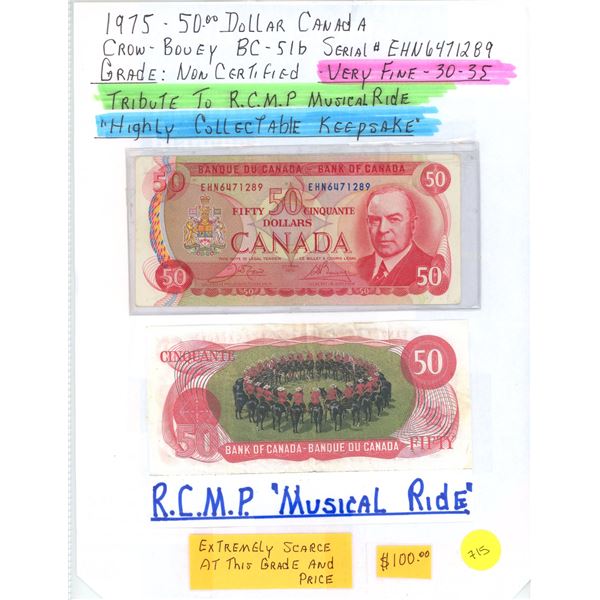 1975 - 50.00 Dollar Canada
Crow-Bouey BC-51b Serial # EHN6471289
Grade: Non Certified - Very Fine - 30-35
Tribute To R.C.M.P Musical Ride
"Highly Collectable Keepsake"
BANQUE DU CANADA - BANK OF CANADA
50 50
EHN6471289 EHN6471289
FIFTY 50 CINQUANTE
DOLLARS
CANADA
50 50
CINQUANTE 50
50 FIFTY
BANK OF CANADA - BANQUE DU CANADA
R.C.M.P. "Musical Ride"
Extremely Scarce
At This Grade And
Price
$100.00
715